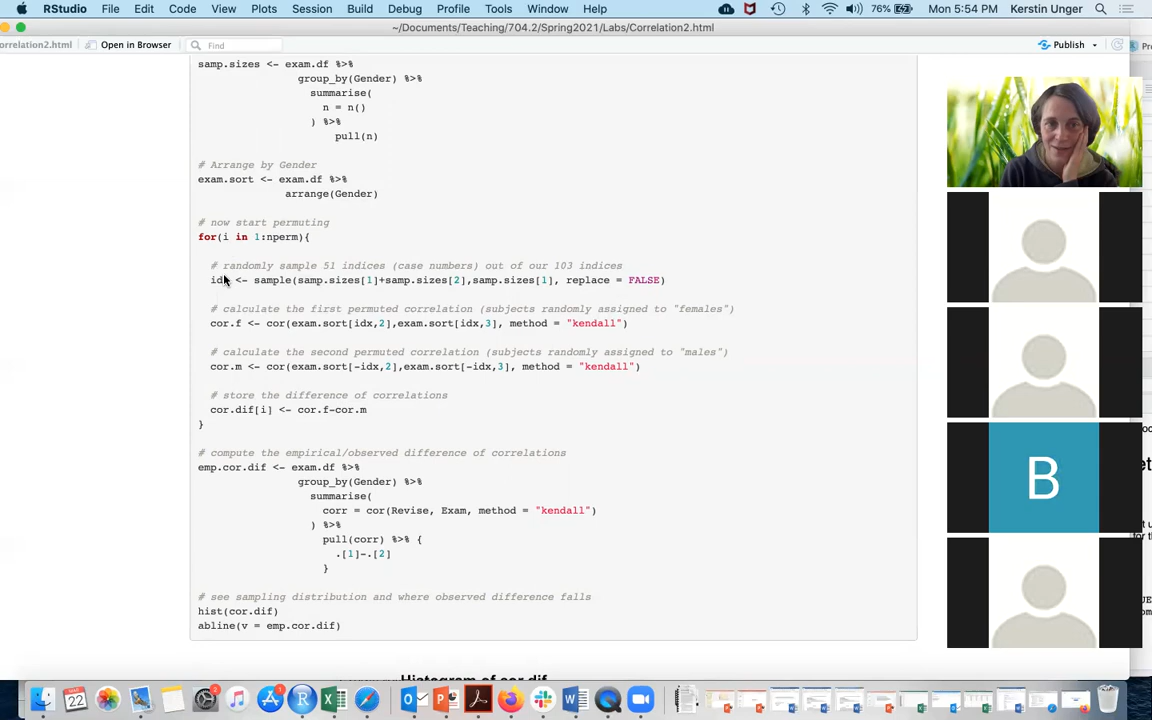 RStudio File Edit Code View Plots Session Build Debug Profile Tools Window Help 76% Mon 5:54 PM Kerstin Unger
~/Documents/Teaching/704.2/Spring2021/Labs/Correlation2.html
orrelation2.html Open in Browser Find Publish
samp.sizes <- exam.df %>%
group_by(Gender) %>%
summarise(
n = n()
) %>%
pull(n)
# Arrange by Gender
exam.sort <- exam.df %>%
arrange(Gender)
# now start permuting
for(i in 1:nperm){
# randomly sample 51 indices (case numbers) out of our 103 indices
idx <- sample(samp.sizes[1]+samp.sizes[2],samp.sizes[1], replace = FALSE)
# calculate the first permuted correlation (subjects randomly assigned to "females")
cor.f <- cor(exam.sort[idx,2],exam.sort[idx,3], method = "kendall")
# calculate the second permuted correlation (subjects randomly assigned to "males")
cor.m <- cor(exam.sort[-idx,2],exam.sort[-idx,3], method = "kendall")
# store the difference of correlations
cor.dif[i] <- cor.f-cor.m
}
# compute the empirical/observed difference of correlations
emp.cor.dif <- exam.df %>%
group_by(Gender) %>%
summarise(
corr = cor(Revise, Exam, method = "kendall")
) %>%
pull(corr) %>% {
.[1]-.[2]
}
# see sampling distribution and where observed difference falls
hist(cor.dif)
abline(v = emp.cor.dif)
Histogram of cor.dif
B